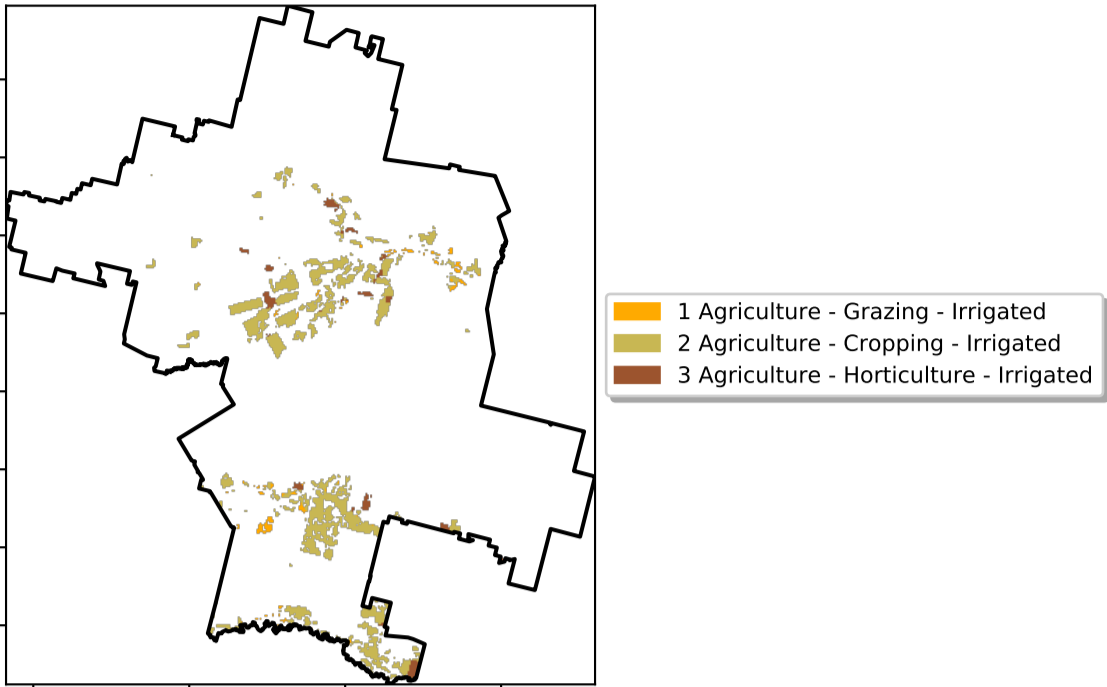 1 Agriculture - Grazing - Irrigated
2 Agriculture - Cropping - Irrigated
3 Agriculture - Horticulture - Irrigated